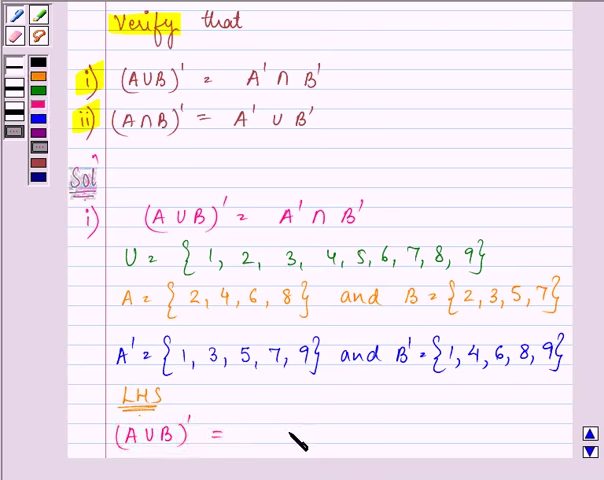 Verify that
i) (A∪B)' = A' ∩ B'
ii) (A∩B)' = A' ∪ B'
Sol^n
i) (A ∪ B)' = A' ∩ B'
U = { 1, 2, 3, 4, 5, 6, 7, 8, 9}
A = { 2, 4, 6, 8} and B = { 2, 3, 5, 7}
A' = { 1, 3, 5, 7, 9} and B' = { 1, 4, 6, 8, 9}
LHS
(A ∪ B)' =